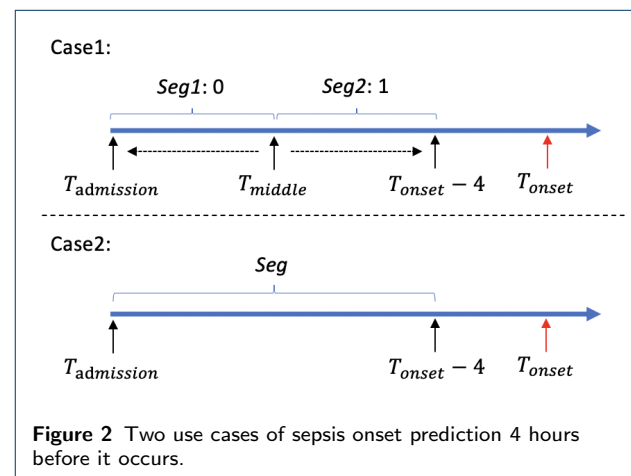 Case1:
Seg1: 0 Seg2: 1
T_admission T_middle T_onset − 4 T_onset
Case2:
Seg
T_admission T_onset − 4 T_onset
Figure 2 Two use cases of sepsis onset prediction 4 hours
before it occurs.